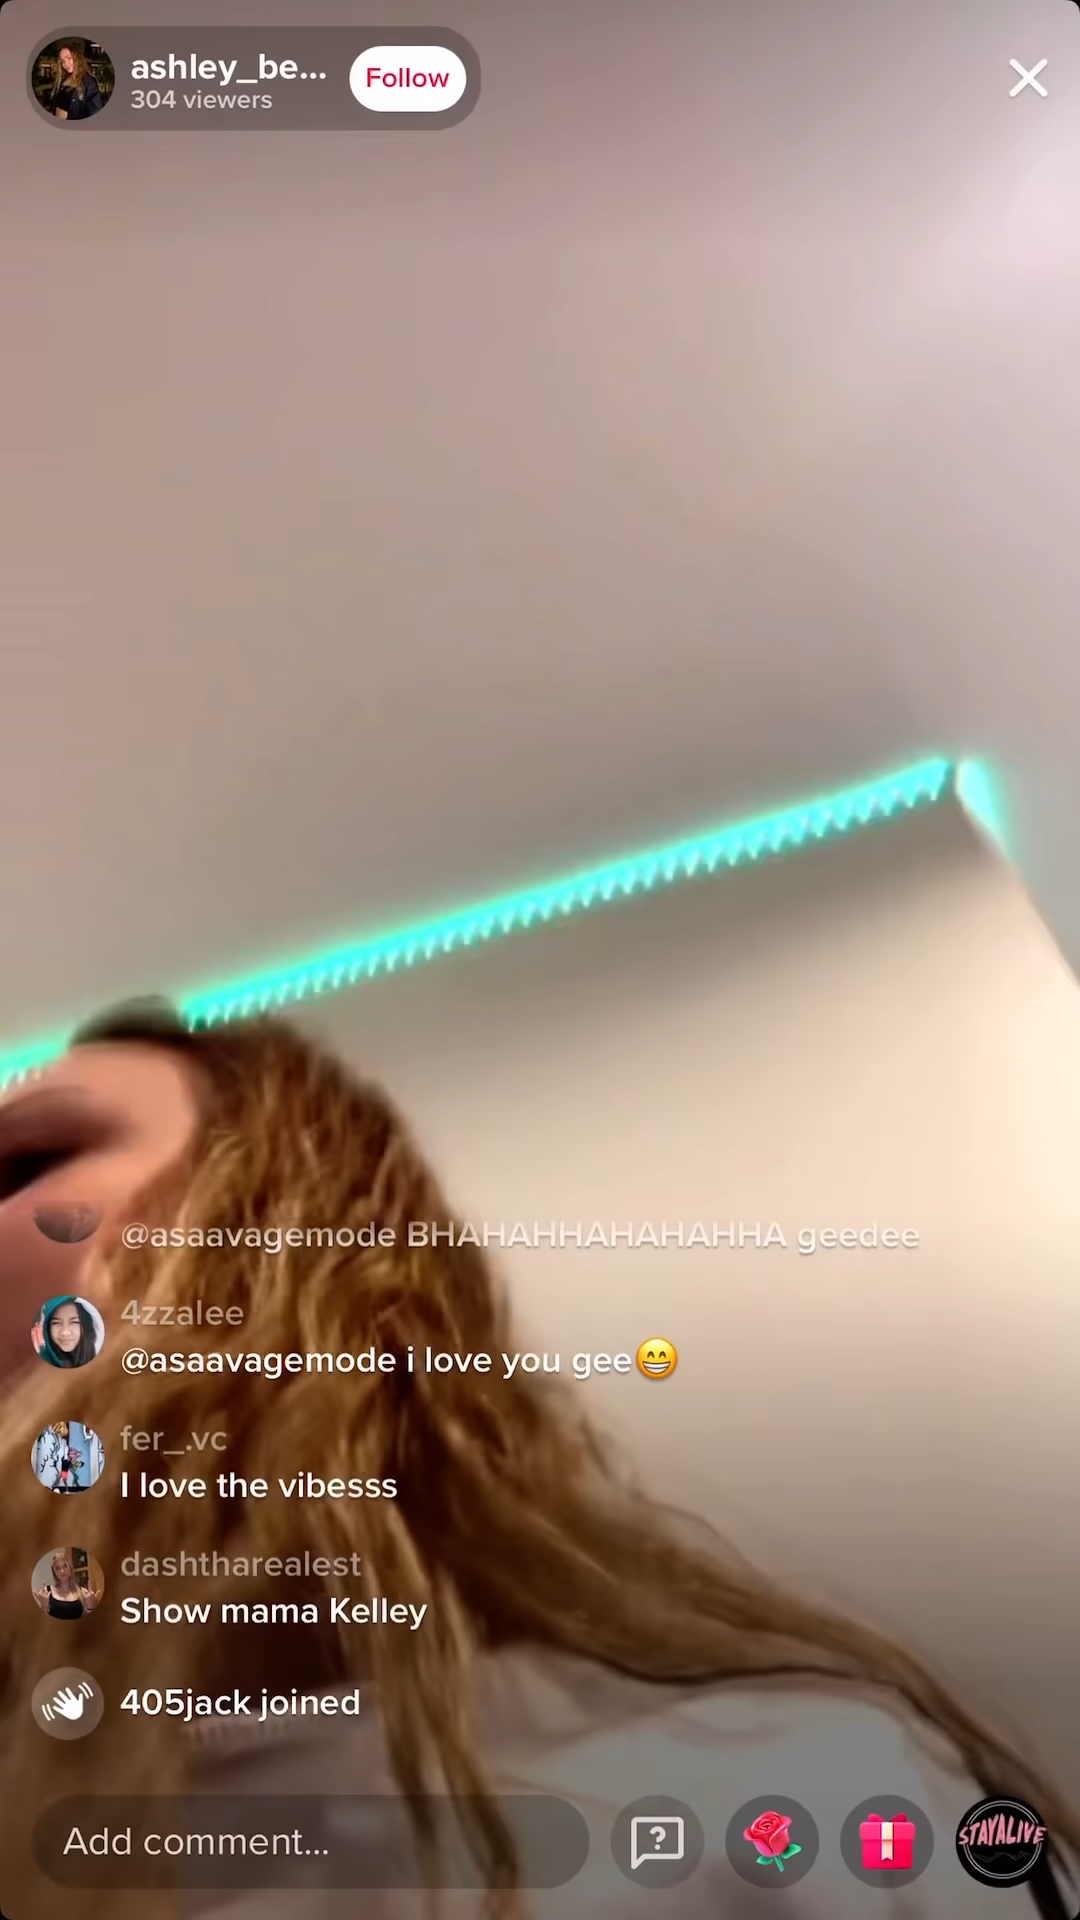 ashley_be...
304 viewers
Follow
@asaavagemode BHAHAHHAHAHAHHA geedee
4zzalee
@asaavagemode i love you gee😁
fer_.vc
I love the vibesss
dashtharealest
Show mama Kelley
405jack joined
Add comment...
STAYALIVE